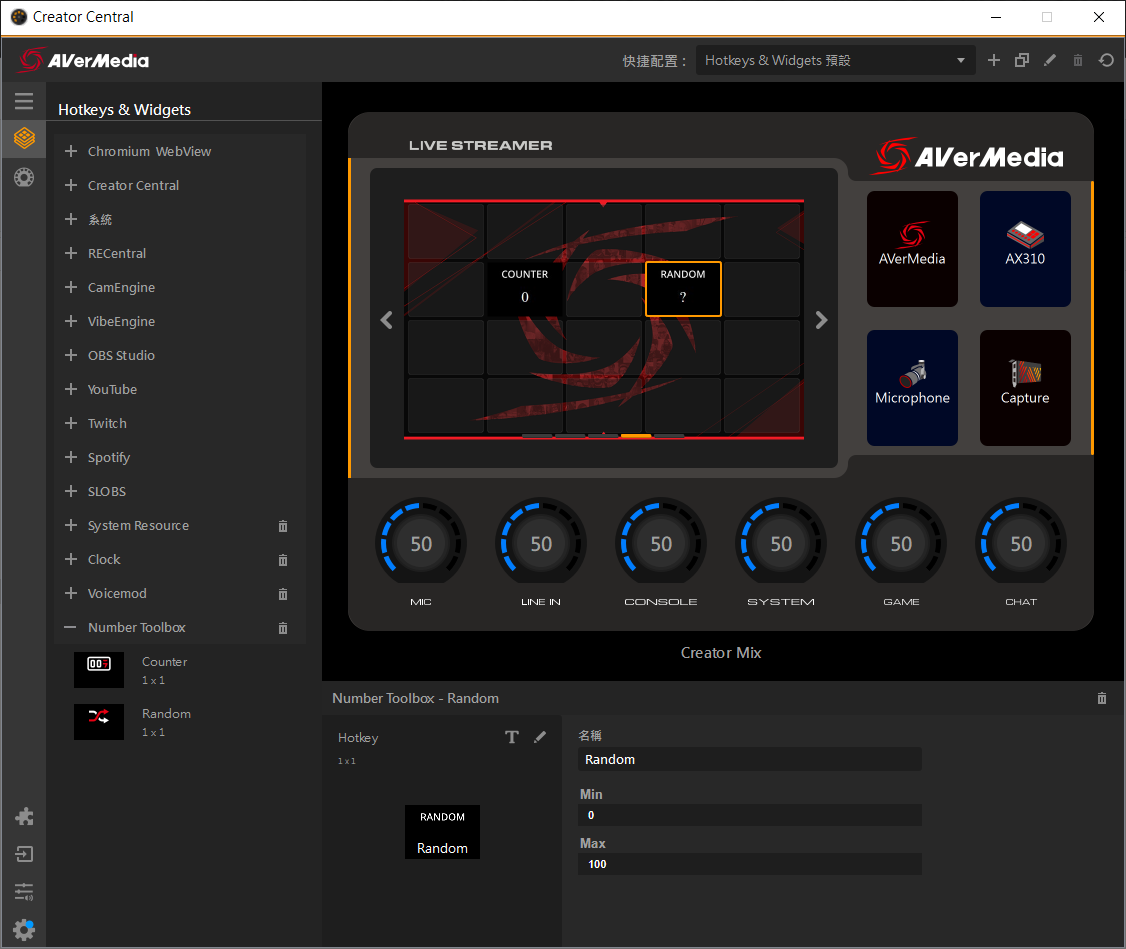 Creator Central
AVerMedia
快捷配置：
Hotkeys & Widgets 預設
Hotkeys & Widgets
Chromium WebView
Creator Central
系統
RECentral
CamEngine
VibeEngine
OBS Studio
YouTube
Twitch
Spotify
SLOBS
System Resource
Clock
Voicemod
Number Toolbox
007
Counter
1 x 1
Random
1 x 1
LIVE STREAMER
AVerMedia
COUNTER
0
RANDOM
?
AVerMedia
AX310
Microphone
Capture
50
50
50
50
50
50
MIC
LINE IN
CONSOLE
SYSTEM
GAME
CHAT
Creator Mix
Number Toolbox - Random
Hotkey
1 x 1
RANDOM
Random
名稱
Random
Min
0
Max
100